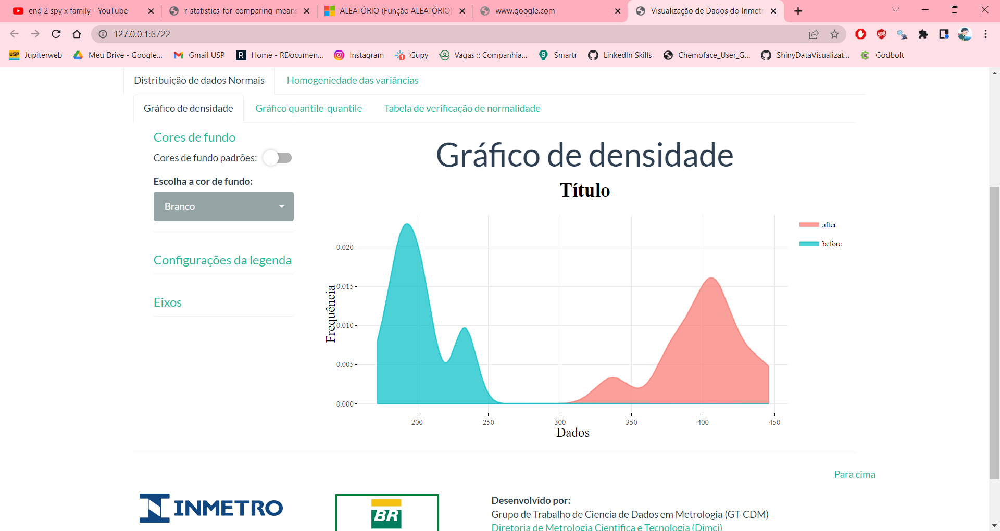 end 2 spy x family - YouTube
r-statistics-for-comparing-means
ALEATÓRIO (Função ALEATÓRIO)
www.google.com
Visualização de Dados do Inmetr
127.0.0.1:6722
Jupiterweb
Meu Drive - Google...
Gmail USP
Home - RDocumen...
Instagram
Gupy
Vagas :: Companhia...
Smartr
LinkedIn Skills
Chemoface_User_G...
ShinyDataVisualizat...
Godbolt
Distribuição de dados Normais
Homogeniedade das variâncias
Gráfico de densidade
Gráfico quantile-quantile
Tabela de verificação de normalidade
Cores de fundo
Cores de fundo padrões:
Escolha a cor de fundo:
Branco
Configurações da legenda
Eixos
Gráfico de densidade
Título
after
before
Frequência
0.020
0.015
0.010
0.005
0.000
200
250
300
350
400
450
Dados
Para cima
INMETRO
BR
Desenvolvido por:
Grupo de Trabalho de Ciencia de Dados em Metrologia (GT-CDM)
Diretoria de Metrologia Cientifica e Tecnologia (Dimci)